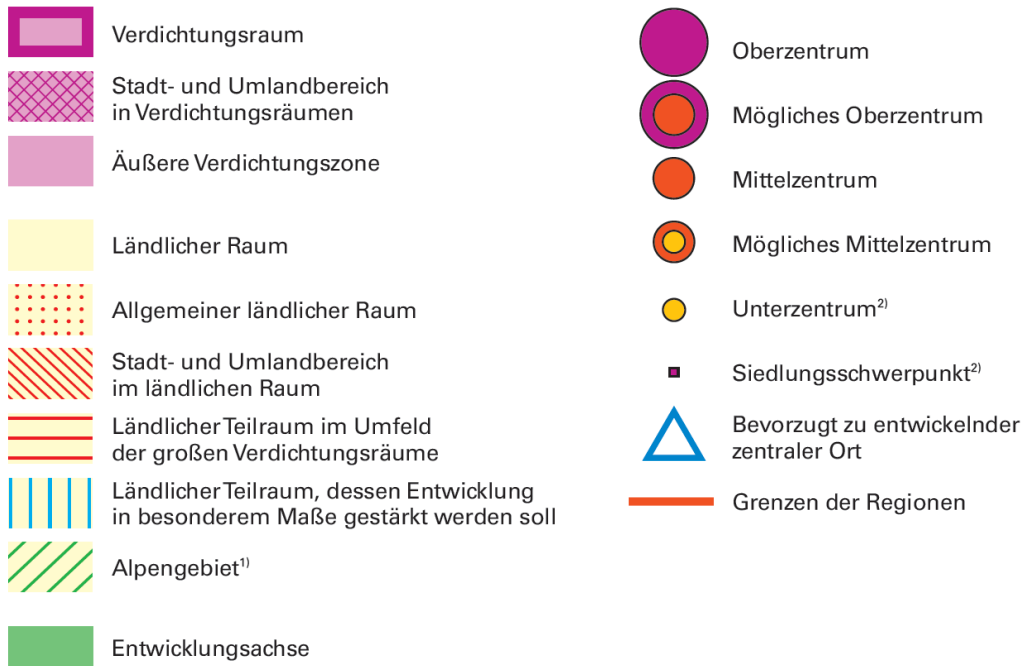 Verdichtungsraum
Stadt- und Umlandbereich
in Verdichtungsräumen
Äußere Verdichtungszone
Ländlicher Raum
Allgemeiner ländlicher Raum
Stadt- und Umlandbereich
im ländlichen Raum
Ländlicher Teilraum im Umfeld
der großen Verdichtungsräume
Ländlicher Teilraum, dessen Entwicklung
in besonderem Maße gestärkt werden soll
Alpengebiet¹⁾
Entwicklungsachse
Oberzentrum
Mögliches Oberzentrum
Mittelzentrum
Mögliches Mittelzentrum
Unterzentrum²⁾
Siedlungsschwerpunkt²⁾
Bevorzugt zu entwickelnder
zentraler Ort
Grenzen der Regionen